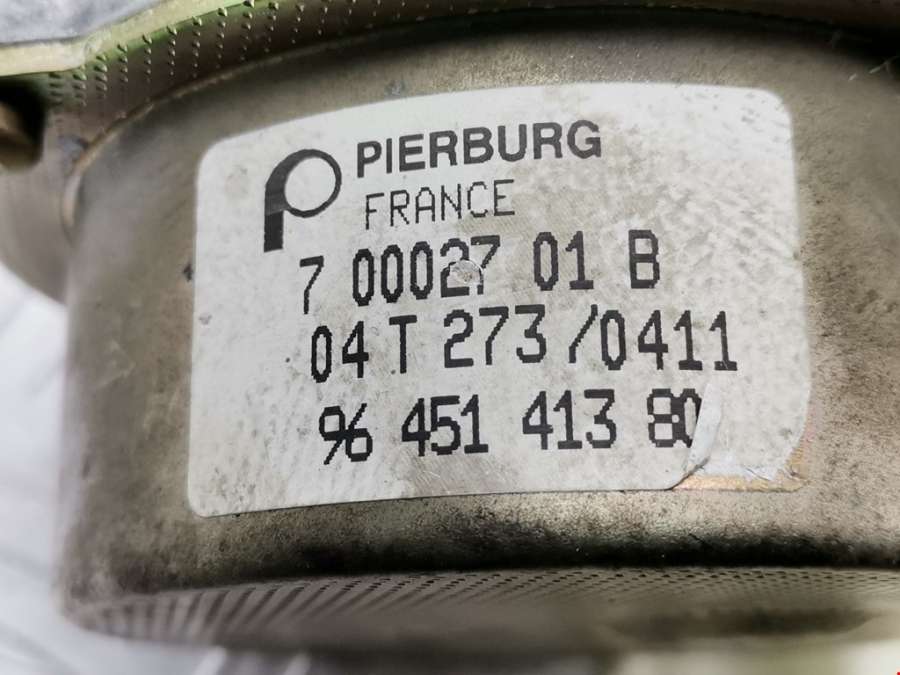 PIERBURG
FRANCE
7 00027 01 B
04 T 273 /0411
96 451 413 80